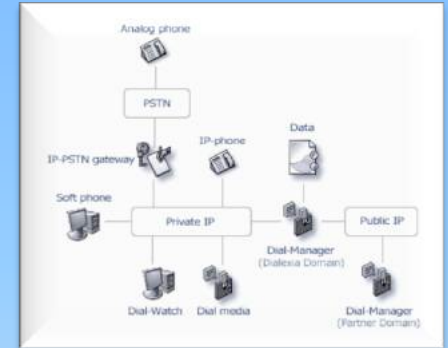 Analog phone
PSTN
Data
IP-PSTN gateway
IP-phone
Soft phone
Private IP
Public IP
Dial-Manager
(Dialexia Domain)
Dial-Watch
Dial media
Dial-Manager
(Partner Domain)